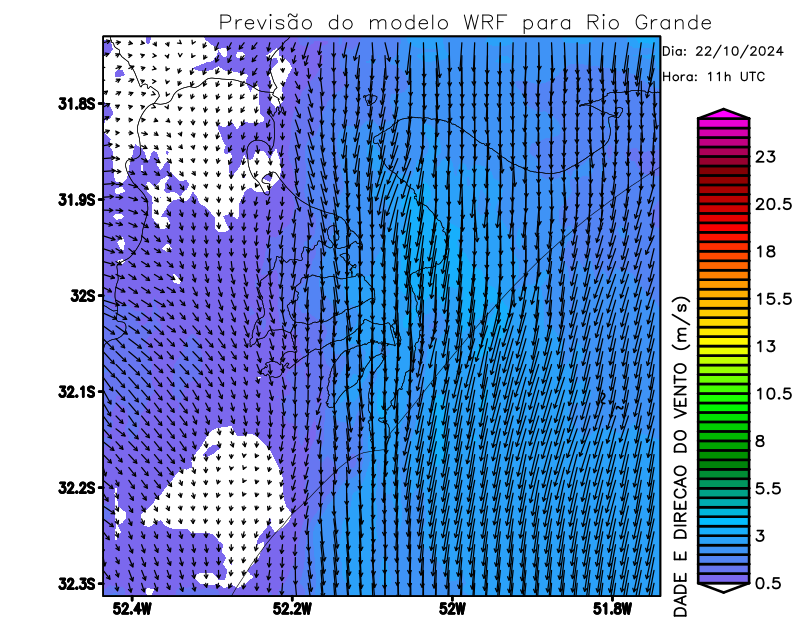 Previsão do modelo WRF para Rio Grande
Dia: 22/10/2024
Hora: 11h UTC
31.8S
31.9S
32S
32.1S
32.2S
32.3S
52.4W
52.2W
52W
51.8W
23
20.5
18
15.5
13
10.5
8
5.5
3
0.5
DADE E DIRECAO DO VENTO (m/s)